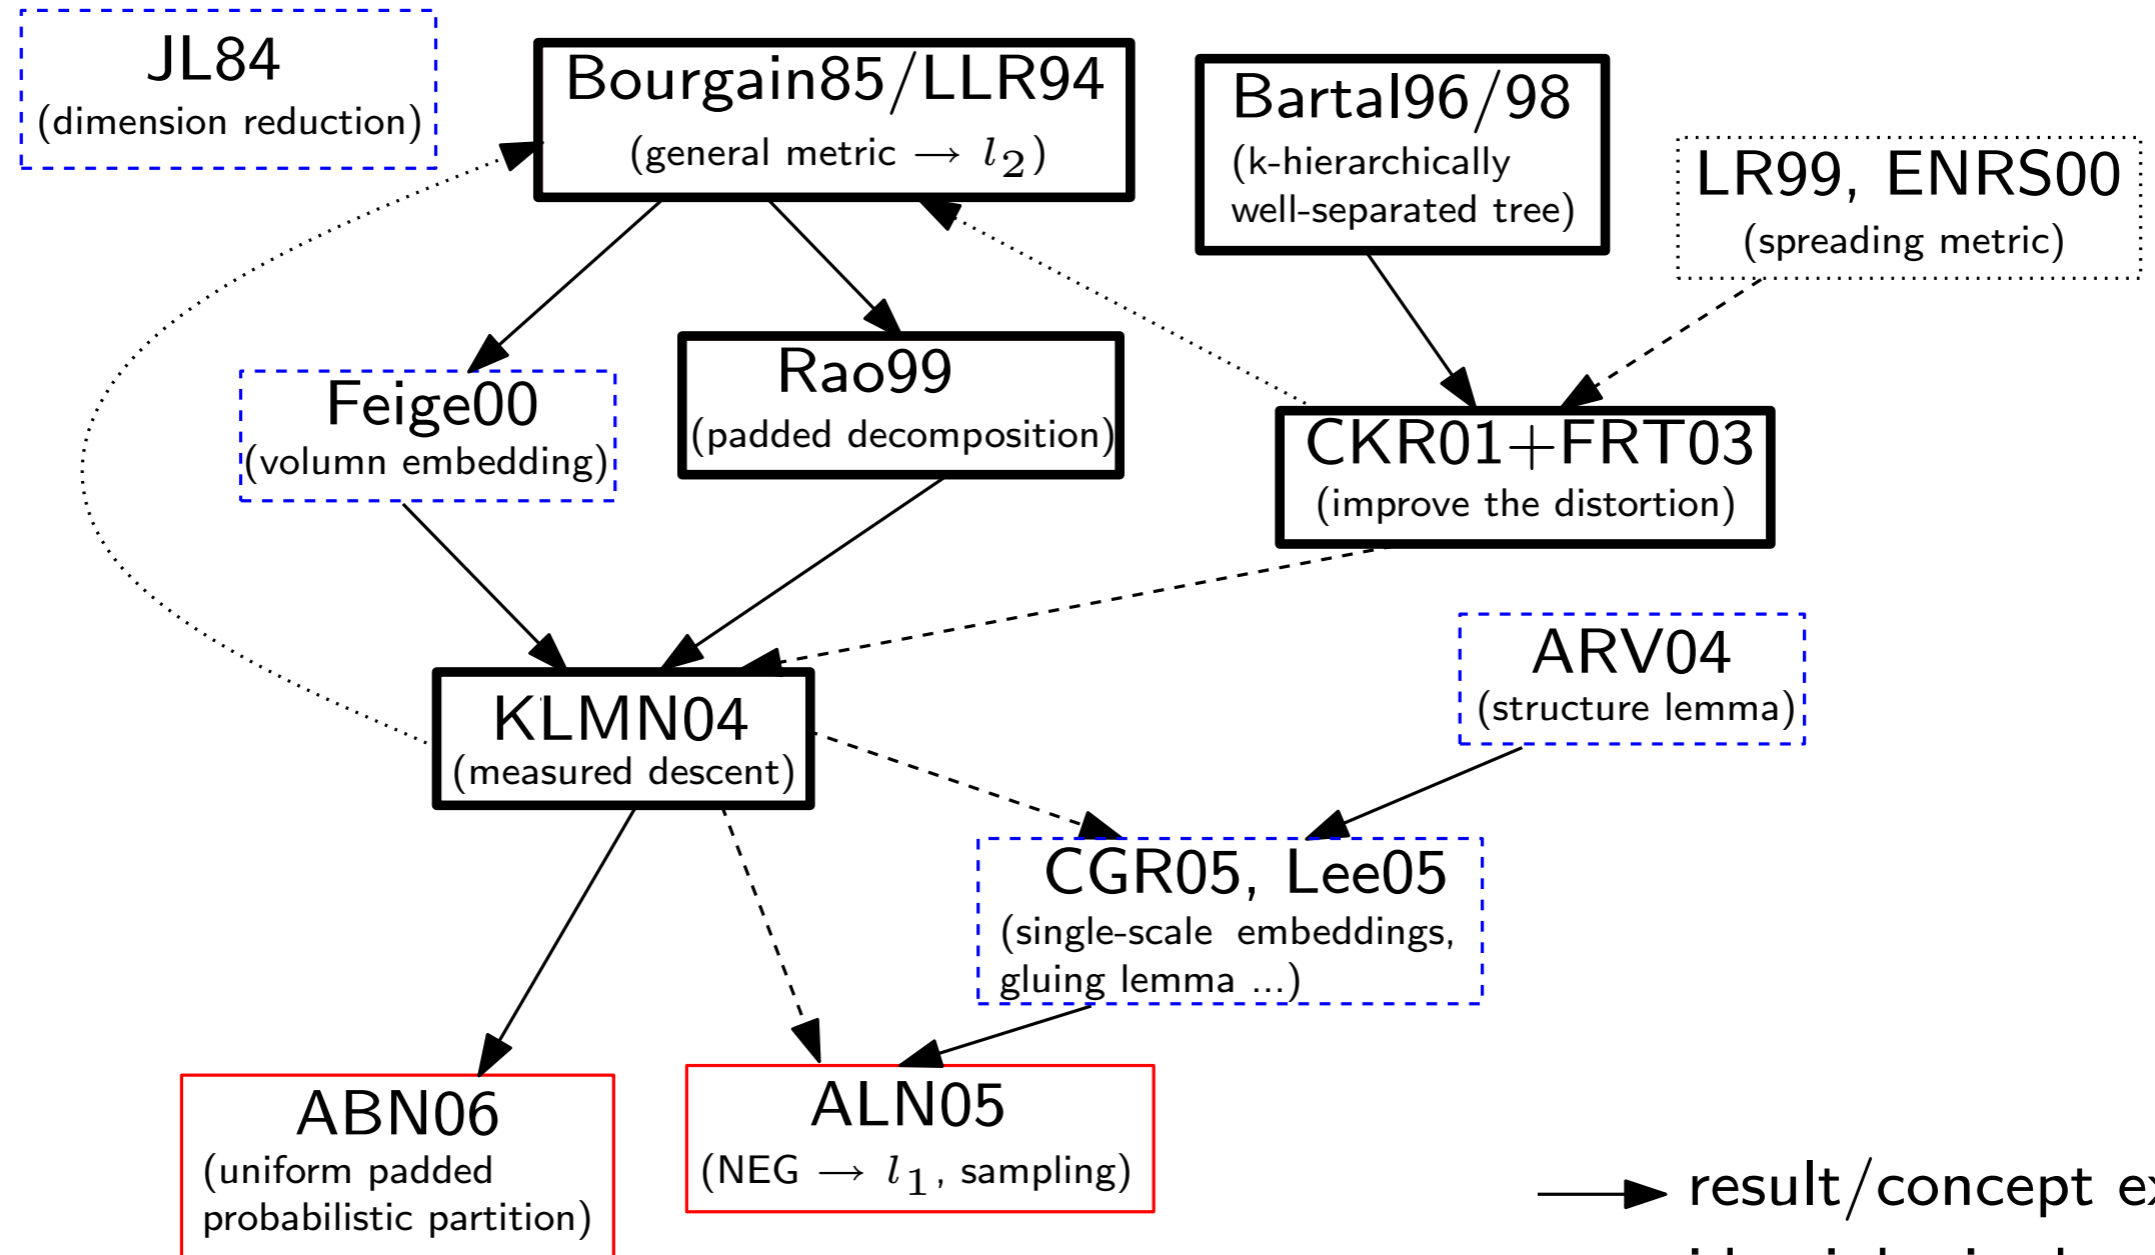 JL84
(dimension reduction)
Bourgain85/LLR94
(general metric → l₂)
Bartal96/98
(k-hierarchically
well-separated tree)
LR99, ENRS00
(spreading metric)
Feige00
(volumn embedding)
Rao99
(padded decomposition)
CKR01+FRT03
(improve the distortion)
KLMN04
(measured descent)
ARV04
(structure lemma)
CGR05, Lee05
(single-scale embeddings,
gluing lemma ...)
ABN06
(uniform padded
probabilistic partition)
ALN05
(NEG → l₁, sampling)
result/concept